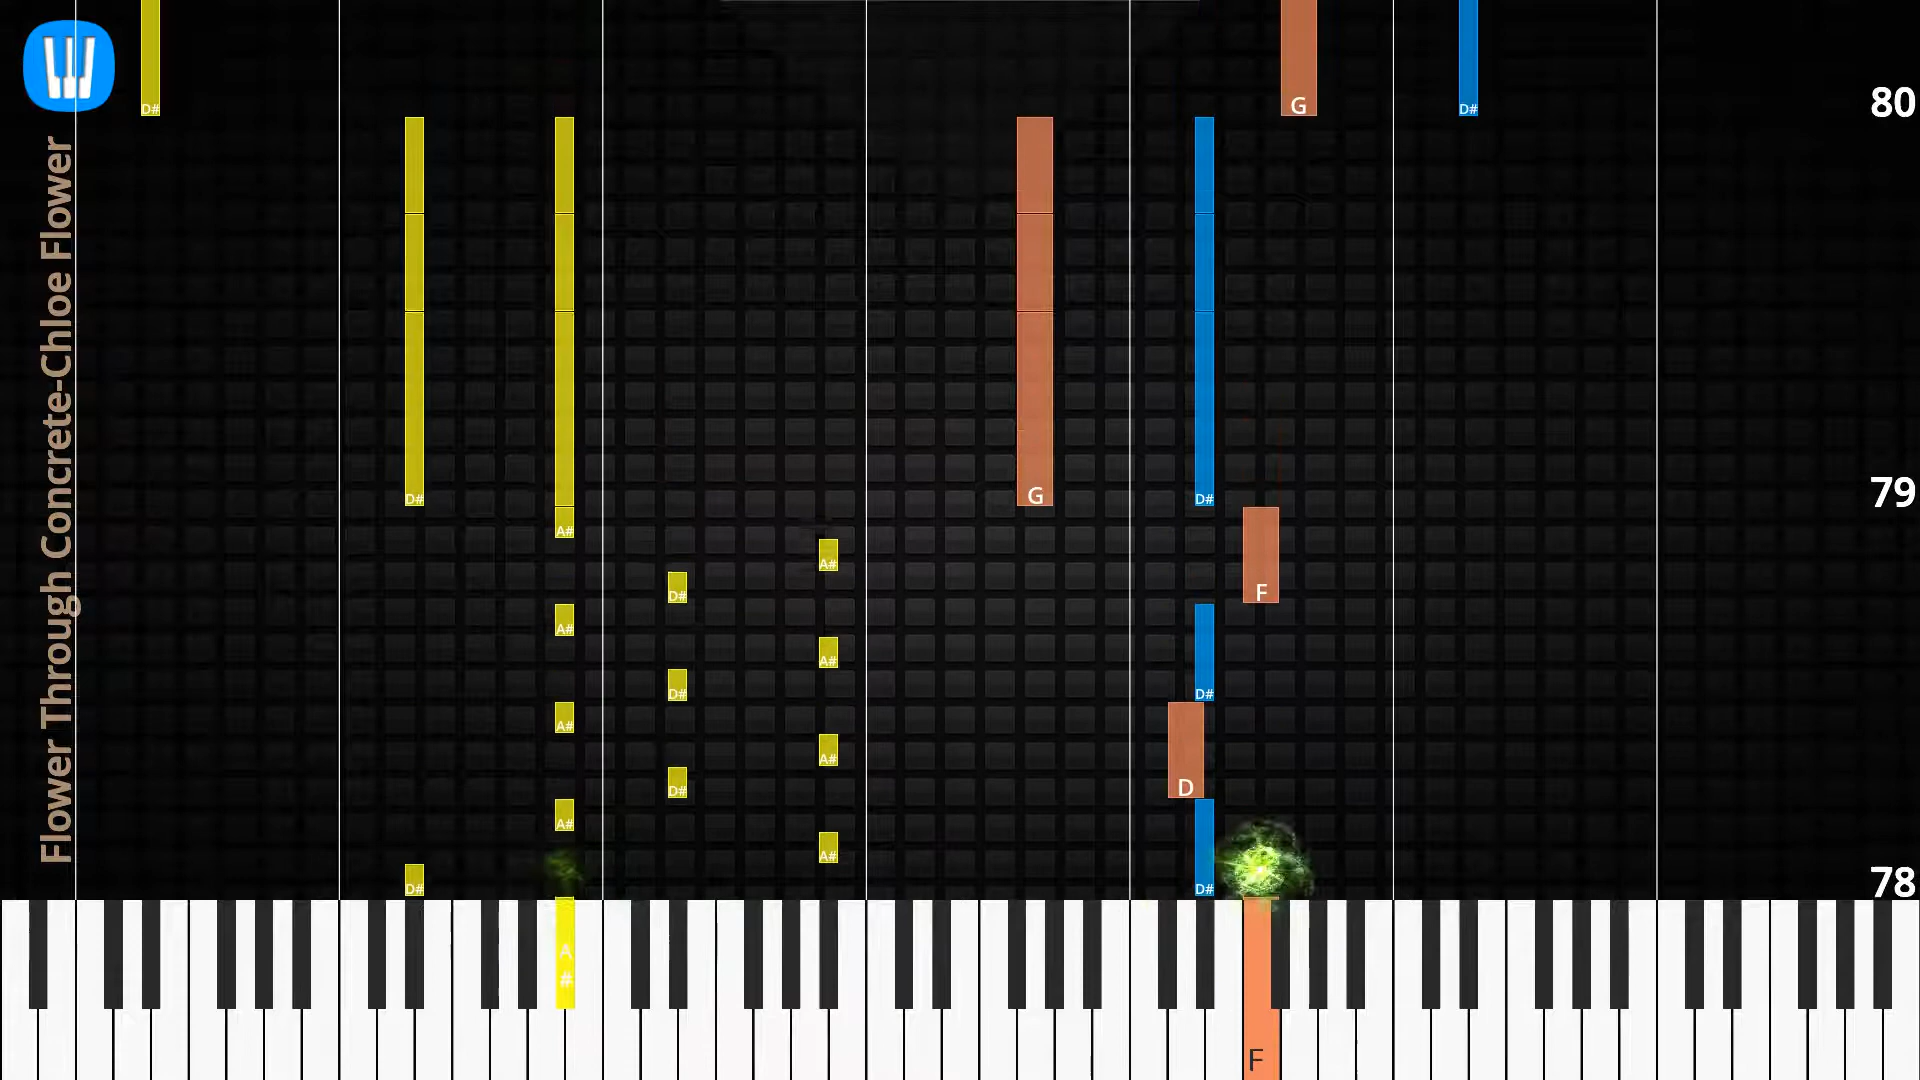 Flower Through Concrete-Chloe Flower
D#
G
D#
80
D#
G
D#
79
A#
A#
D#
F
A#
A#
D#
D#
A#
A#
D#
D
A#
A#
D#
D#
78
A
#
F